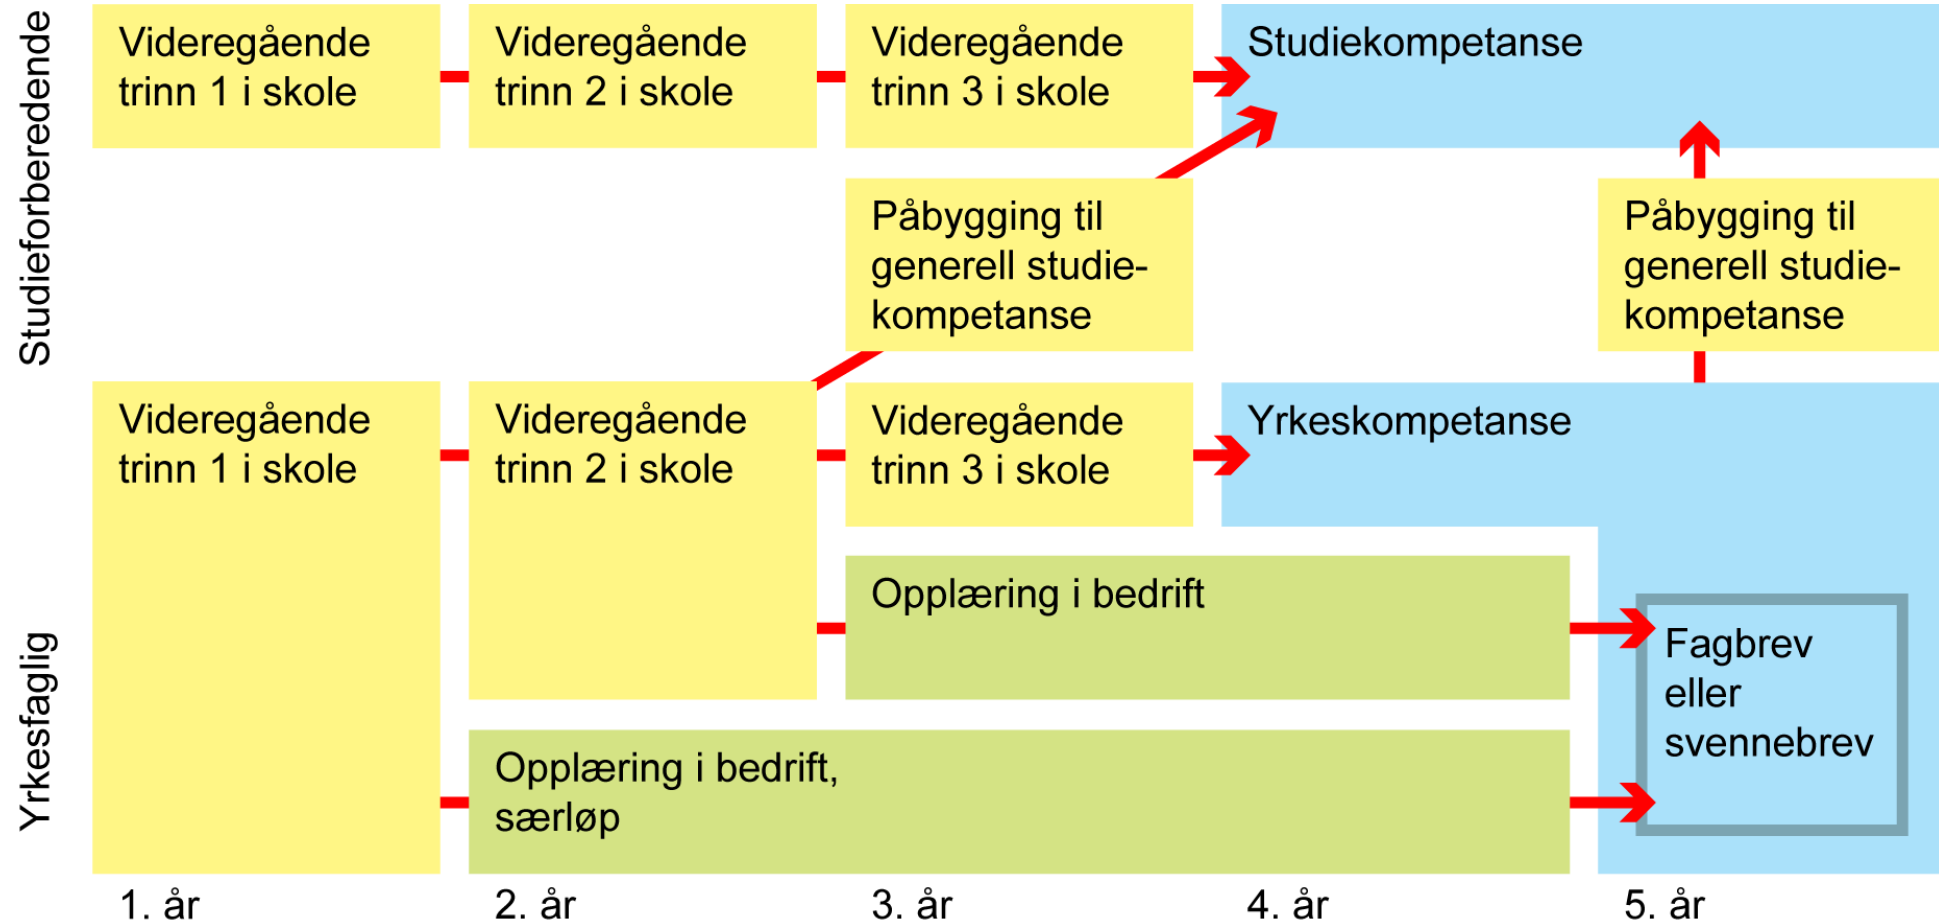 Studieforberedende
Videregående
trinn 1 i skole
Videregående
trinn 2 i skole
Videregående
trinn 3 i skole
Studiekompetanse
Påbygging til
generell studie-
kompetanse
Påbygging til
generell studie-
kompetanse
Yrkesfaglig
Videregående
trinn 1 i skole
Videregående
trinn 2 i skole
Videregående
trinn 3 i skole
Yrkeskompetanse
Opplæring i bedrift
Fagbrev
eller
svennebrev
Opplæring i bedrift,
særløp
1. år
2. år
3. år
4. år
5. år